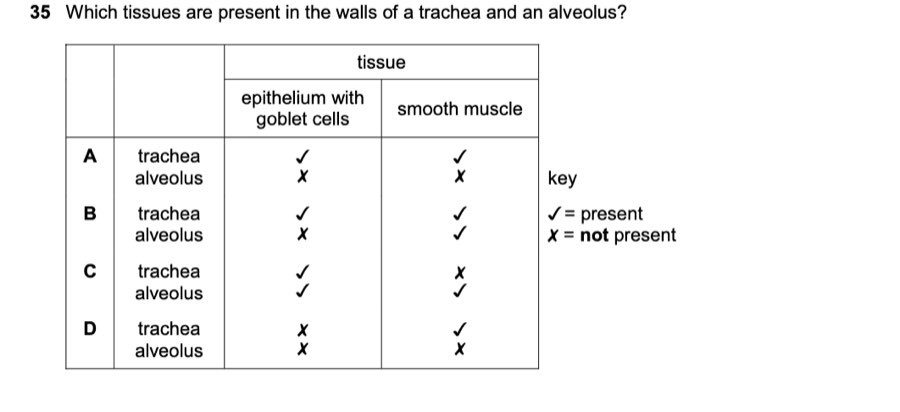 35 Which tissues are present in the walls of a trachea and an alveolus?
tissue
epithelium with
goblet cells
smooth muscle
A trachea ✓ ✓
alveolus ✗ ✗
key
B trachea ✓ ✓
✓ = present
alveolus ✗ ✓
✗ = not present
C trachea ✓ ✗
alveolus ✓ ✓
D trachea ✗ ✓
alveolus ✗ ✗